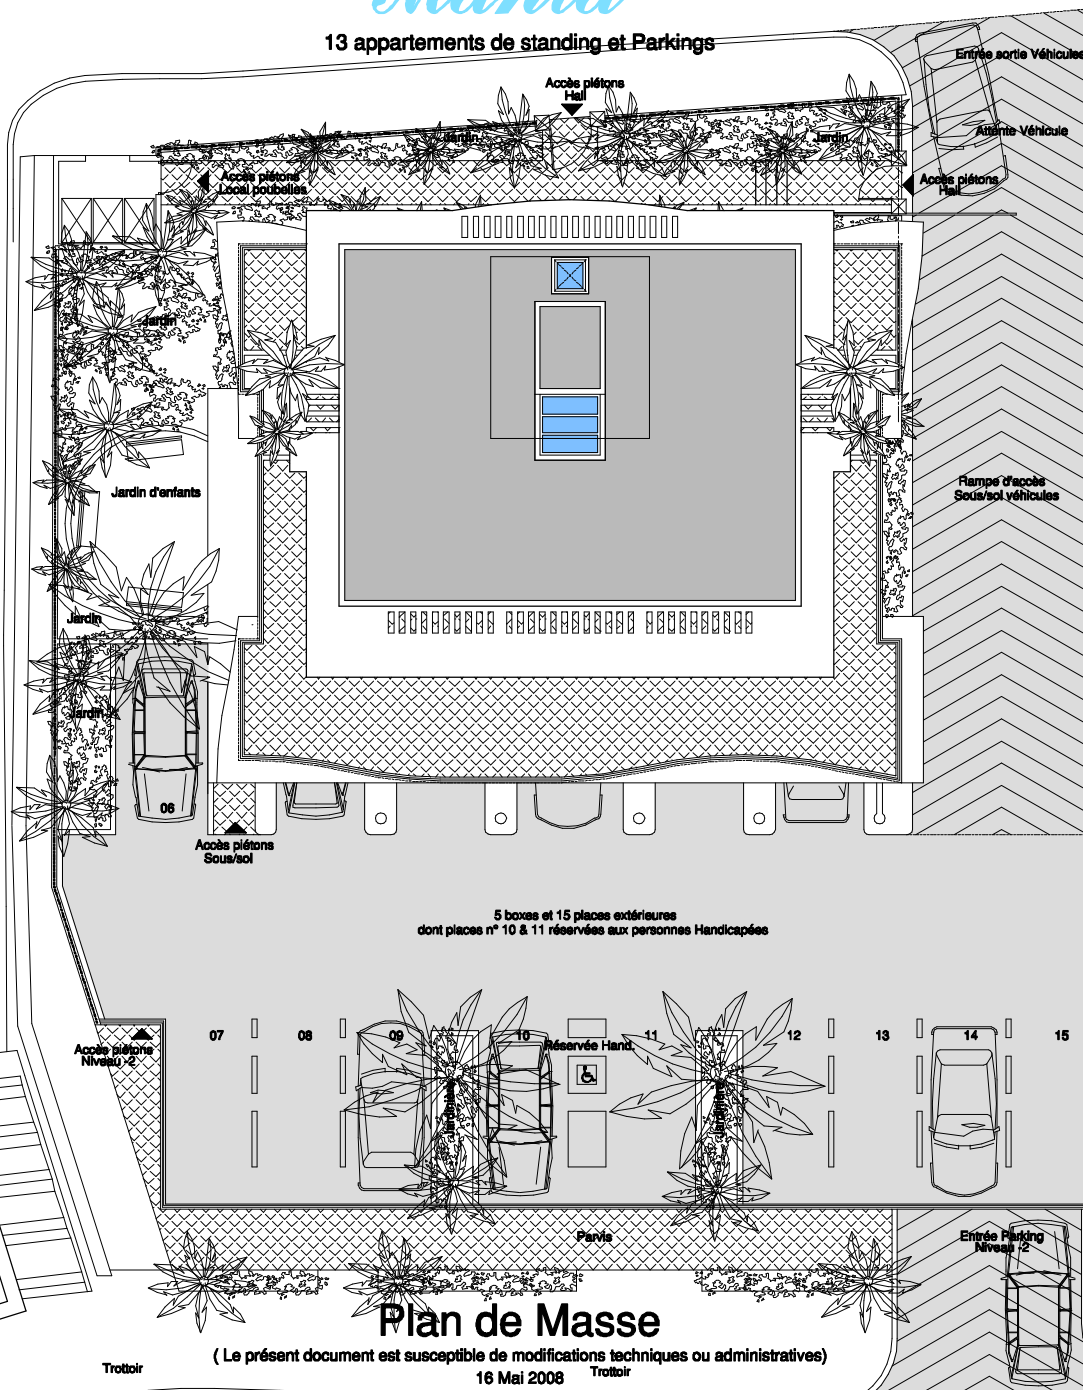 Mania
13 appartements de standing et Parkings
Entrée sortie Véhicules
Accès piétons
Hall
Attente Véhicule
Jardin
Jardin
Accès piétons
Local poubelles
Accès piétons
Hall
Jardin
Rampe d'accès
Sous/sol véhicules
Jardin d'enfants
Jardin
Jardin
06
Accès piétons
Sous/sol
5 boxes et 15 places extérieures
dont places n° 10 & 11 réservées aux personnes Handicapées
07
08
09
10
11
12
13
14
15
Réservée Hand.
Accès piétons
Niveau -2
Jardinière
Jardinière
Parvis
Entrée Parking
Niveau -2
Plan de Masse
( Le présent document est susceptible de modifications techniques ou administratives)
16 Mai 2008
Trottoir
Trottoir